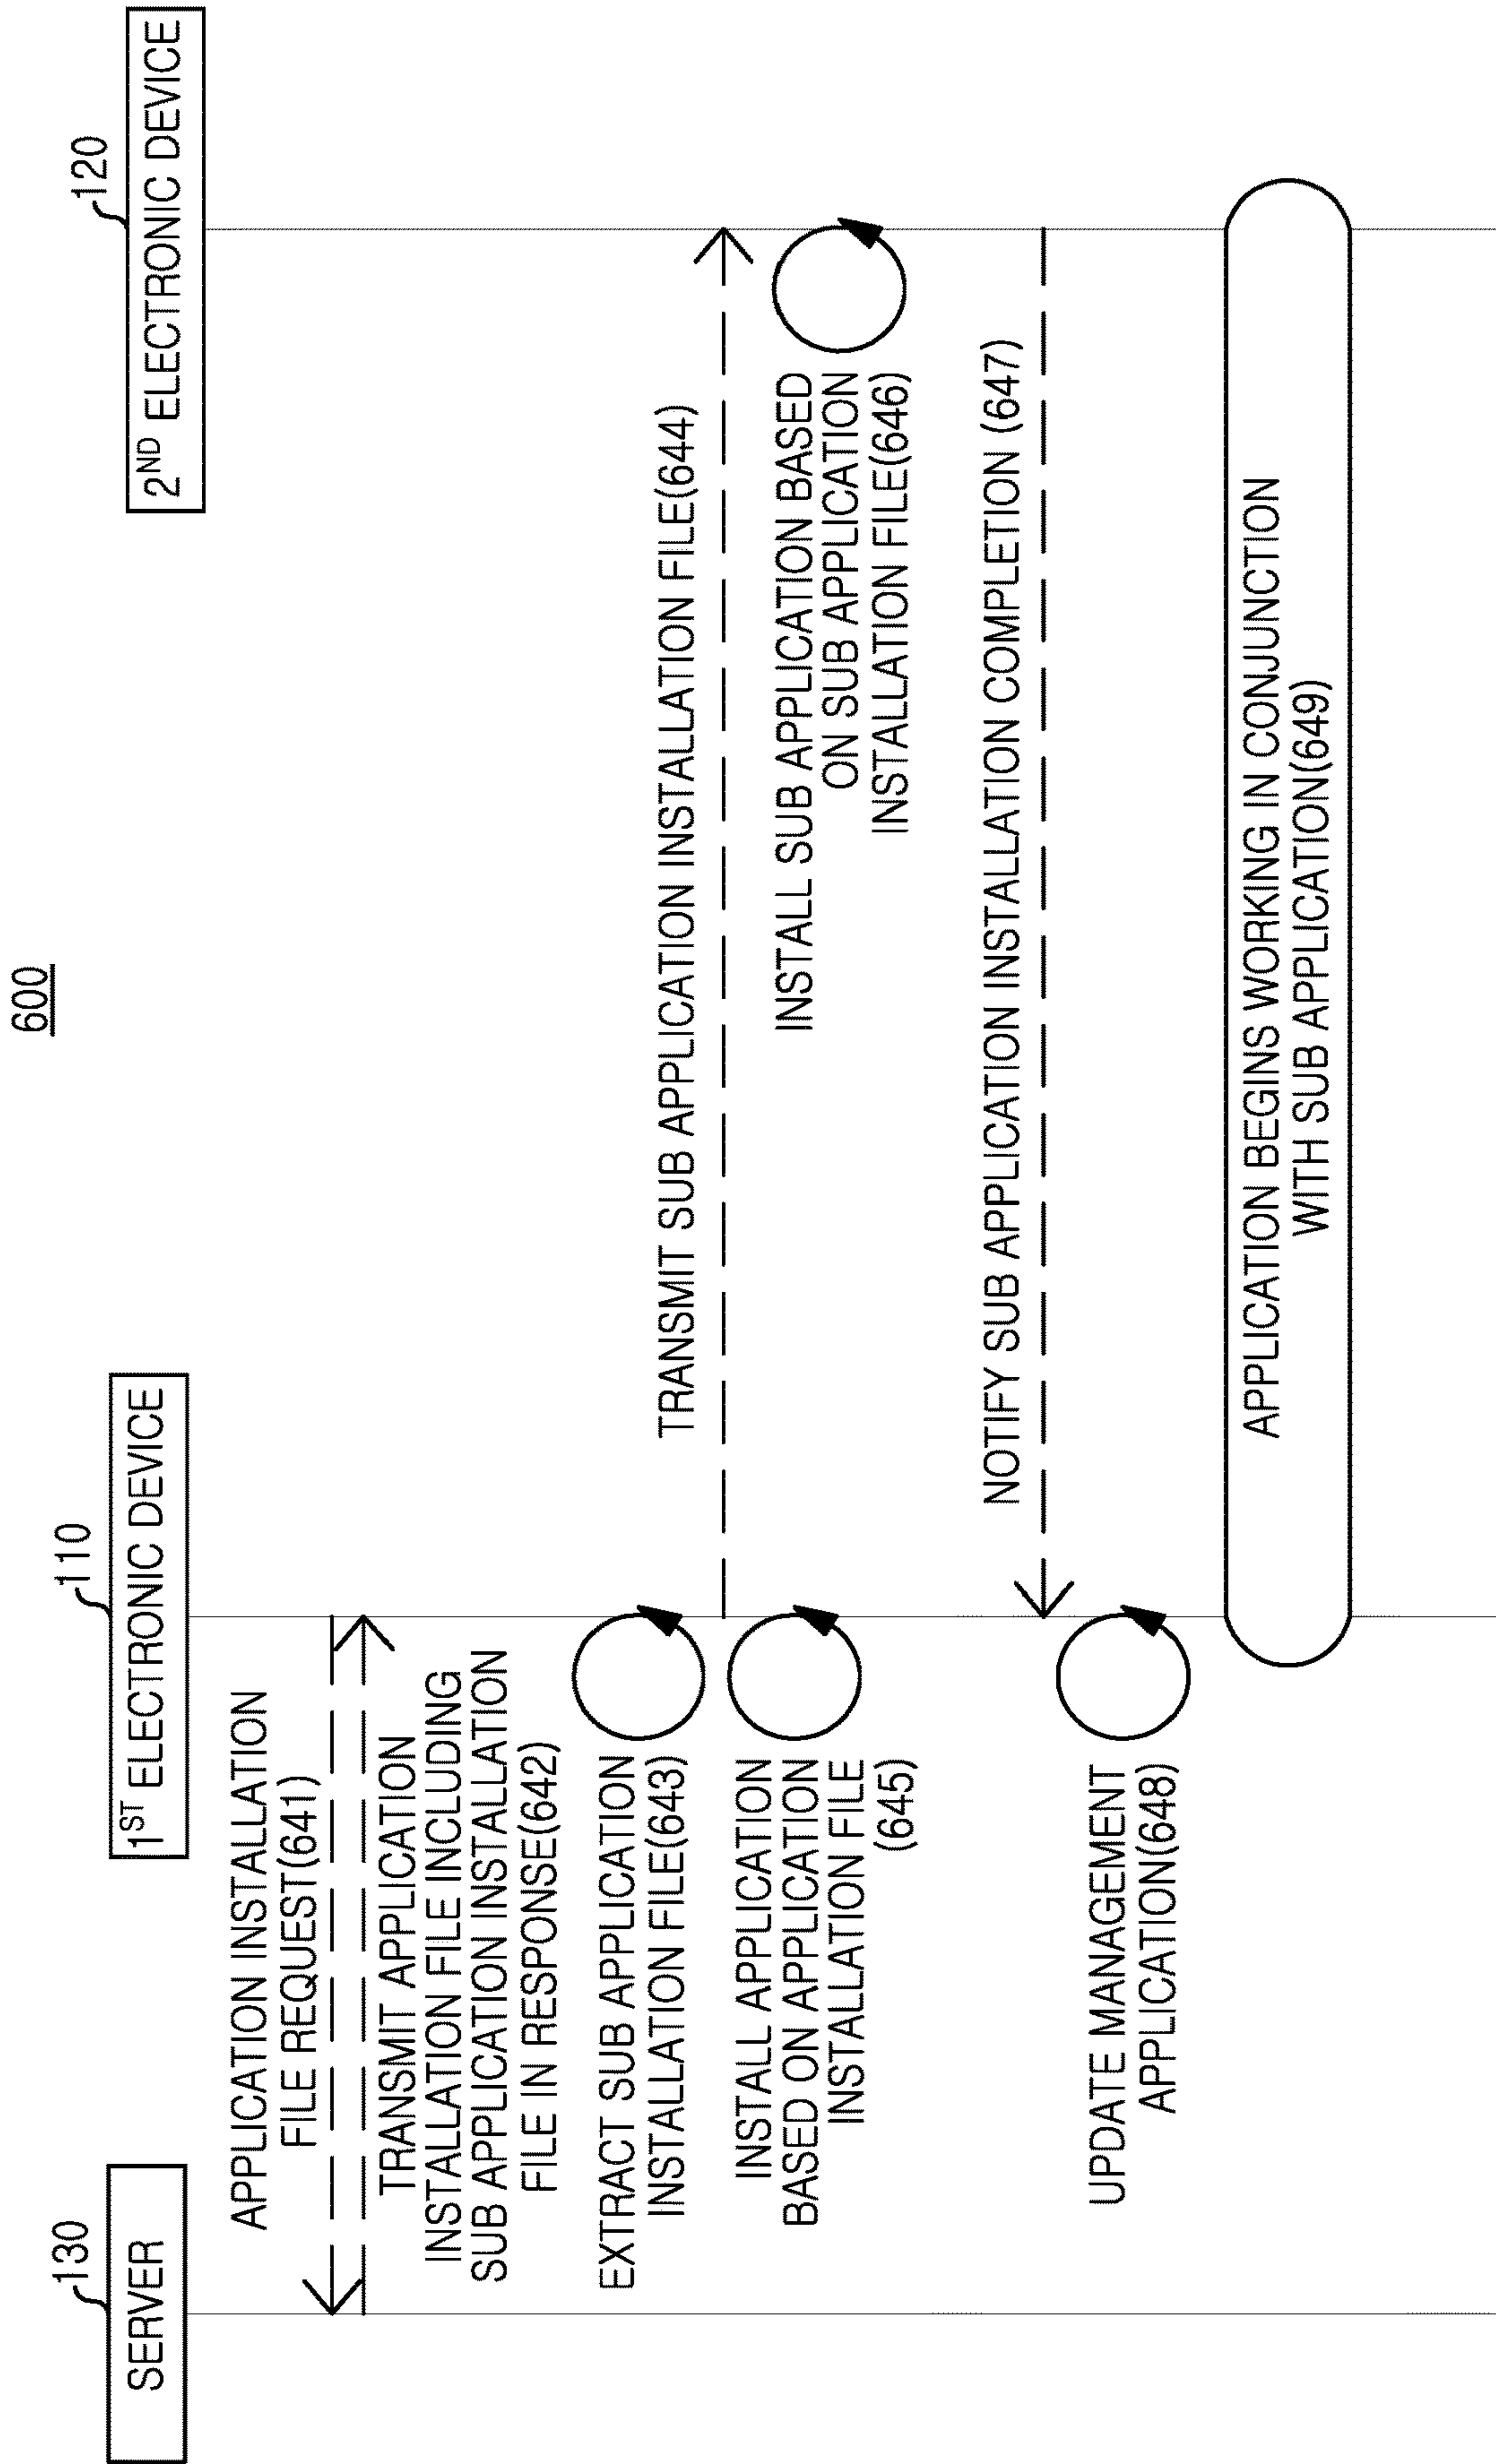 600
130
SERVER
110
1ST ELECTRONIC DEVICE
120
2ND ELECTRONIC DEVICE
APPLICATION INSTALLATION
FILE REQUEST(641)
TRANSMIT APPLICATION
INSTALLATION FILE INCLUDING
SUB APPLICATION INSTALLATION
FILE IN RESPONSE(642)
EXTRACT SUB APPLICATION
INSTALLATION FILE(643)
TRANSMIT SUB APPLICATION INSTALLATION FILE(644)
INSTALL APPLICATION
BASED ON APPLICATION
INSTALLATION FILE
(645)
INSTALL SUB APPLICATION BASED
ON SUB APPLICATION
INSTALLATION FILE(646)
NOTIFY SUB APPLICATION INSTALLATION COMPLETION (647)
UPDATE MANAGEMENT
APPLICATION(648)
APPLICATION BEGINS WORKING IN CONJUNCTION
WITH SUB APPLICATION(649)